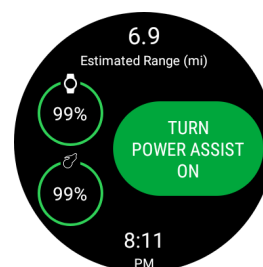 6.9
Estimated Range (mi)
99%
TURN
POWER ASSIST
ON
99%
8:11
PM